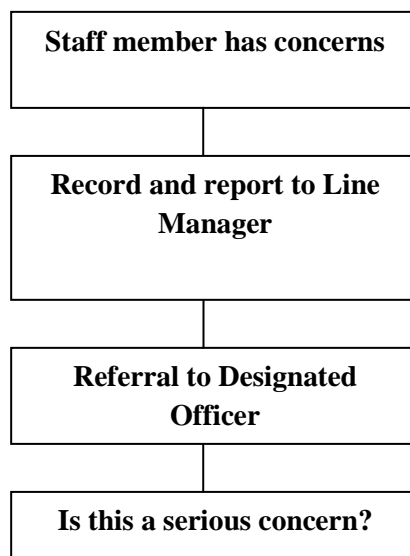 Staff member has concerns
Record and report to Line
Manager
Referral to Designated
Officer
Is this a serious concern?